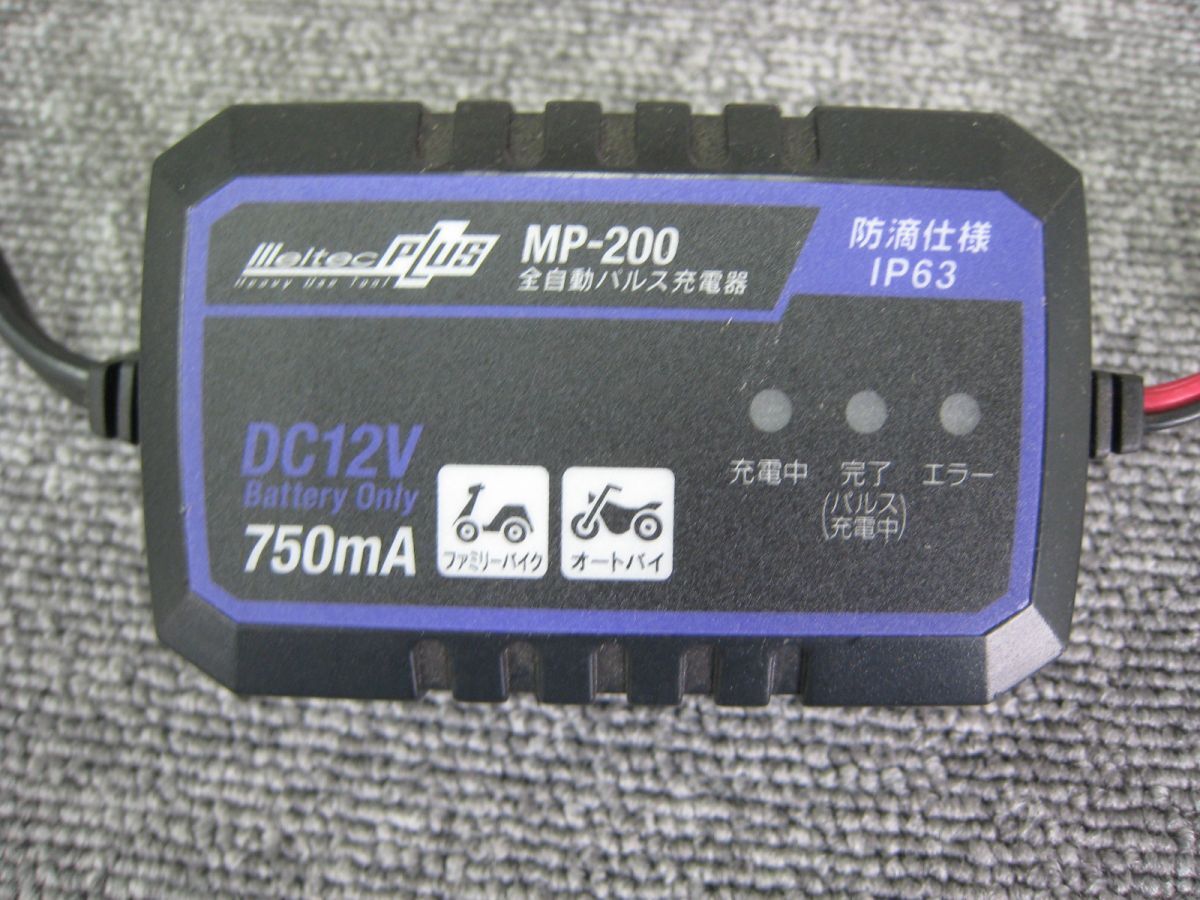 Meltec PLUS
Heavy Use Tool
MP-200
全自動パルス充電器
防滴仕様
IP63
DC12V
Battery Only
750mA
ファミリーバイク
オートバイ
充電中
完了
(パルス
充電中)
エラー